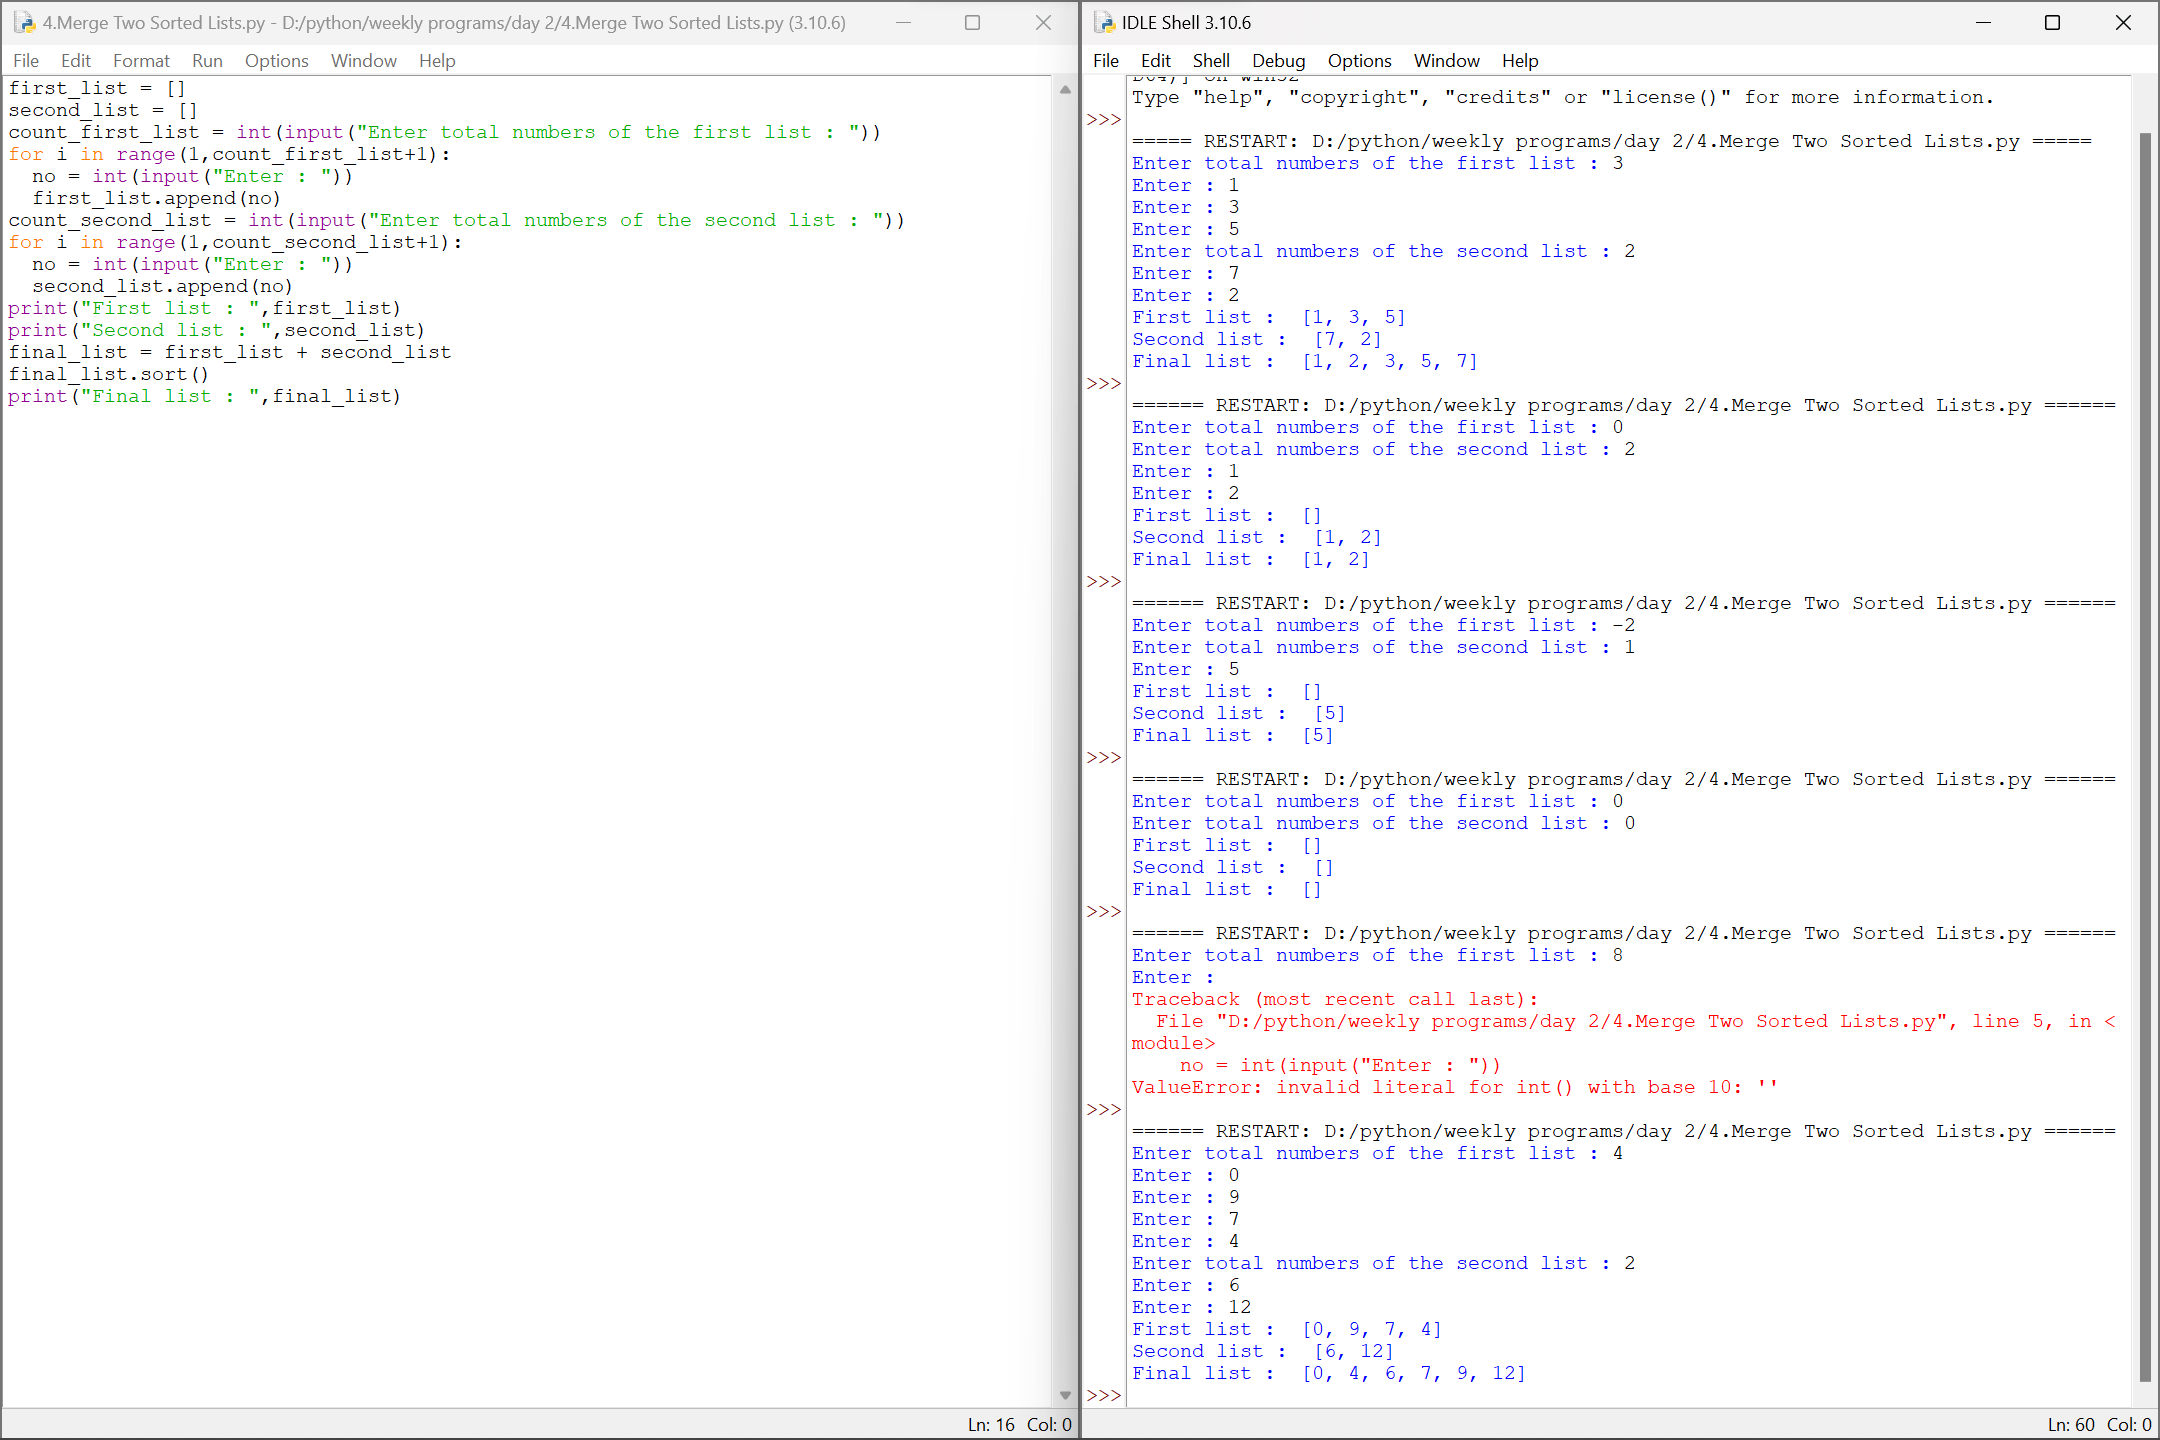 4.Merge Two Sorted Lists.py - D:/python/weekly programs/day 2/4.Merge Two Sorted Lists.py (3.10.6)
File Edit Format Run Options Window Help
first_list = []
second_list = []
count_first_list = int(input("Enter total numbers of the first list : "))
for i in range(1,count_first_list+1):
  no = int(input("Enter : "))
  first_list.append(no)
count_second_list = int(input("Enter total numbers of the second list : "))
for i in range(1,count_second_list+1):
  no = int(input("Enter : "))
  second_list.append(no)
print("First list : ",first_list)
print("Second list : ",second_list)
final_list = first_list + second_list
final_list.sort()
print("Final list : ",final_list)
Ln: 16 Col: 0
IDLE Shell 3.10.6
File Edit Shell Debug Options Window Help
D64)] on win32
Type "help", "copyright", "credits" or "license()" for more information.
>>>
===== RESTART: D:/python/weekly programs/day 2/4.Merge Two Sorted Lists.py =====
Enter total numbers of the first list : 3
Enter : 1
Enter : 3
Enter : 5
Enter total numbers of the second list : 2
Enter : 7
Enter : 2
First list :  [1, 3, 5]
Second list :  [7, 2]
Final list :  [1, 2, 3, 5, 7]
>>>
====== RESTART: D:/python/weekly programs/day 2/4.Merge Two Sorted Lists.py ======
Enter total numbers of the first list : 0
Enter total numbers of the second list : 2
Enter : 1
Enter : 2
First list :  []
Second list :  [1, 2]
Final list :  [1, 2]
>>>
====== RESTART: D:/python/weekly programs/day 2/4.Merge Two Sorted Lists.py ======
Enter total numbers of the first list : -2
Enter total numbers of the second list : 1
Enter : 5
First list :  []
Second list :  [5]
Final list :  [5]
>>>
====== RESTART: D:/python/weekly programs/day 2/4.Merge Two Sorted Lists.py ======
Enter total numbers of the first list : 0
Enter total numbers of the second list : 0
First list :  []
Second list :  []
Final list :  []
>>>
====== RESTART: D:/python/weekly programs/day 2/4.Merge Two Sorted Lists.py ======
Enter total numbers of the first list : 8
Enter :
Traceback (most recent call last):
  File "D:/python/weekly programs/day 2/4.Merge Two Sorted Lists.py", line 5, in <
module>
    no = int(input("Enter : "))
ValueError: invalid literal for int() with base 10: ''
>>>
====== RESTART: D:/python/weekly programs/day 2/4.Merge Two Sorted Lists.py ======
Enter total numbers of the first list : 4
Enter : 0
Enter : 9
Enter : 7
Enter : 4
Enter total numbers of the second list : 2
Enter : 6
Enter : 12
First list :  [0, 9, 7, 4]
Second list :  [6, 12]
Final list :  [0, 4, 6, 7, 9, 12]
>>>
Ln: 60 Col: 0